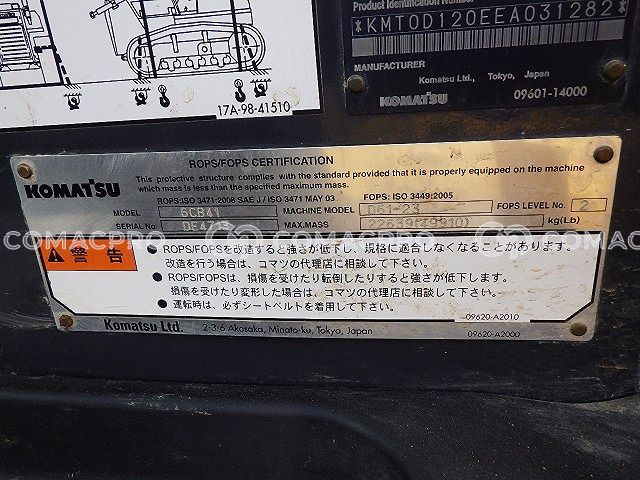 Product Identification Number
*KMT0D120EEA031282*
MANUFACTURER
Komatsu Ltd., Tokyo, Japan
KOMATSU 09601-14000
17A-98-41510
ROPS/FOPS CERTIFICATION
This protective structure complies with the standard provided that it is properly equipped on the machine
which mass is less than the specified maximum mass.
KOMATSU
ROPS: ISO 3471:2008 SAE J / ISO 3471 MAY 03 FOPS: ISO 3449:2005
MODEL 6CB41 MACHINE MODEL D61-23 FOPS LEVEL No. 2
SERIAL No. MAX.MASS kg(Lb)
警告
● ROPS/FOPSを改造すると強さが低下し、規格に適合しなくなることがあります。
改造を行う場合は、コマツの代理店に相談して下さい。
● ROPS/FOPSは、損傷を受けたり転倒したりすると強さが低下します。
損傷を受けたり変形した場合は、コマツの代理店に相談して下さい。
● 運転時は、必ずシートベルトを着用して下さい。
09620-A2010
Komatsu Ltd. 2-3-6 Akasaka, Minato-ku, Tokyo, Japan 09620-A2000
COMACPRO